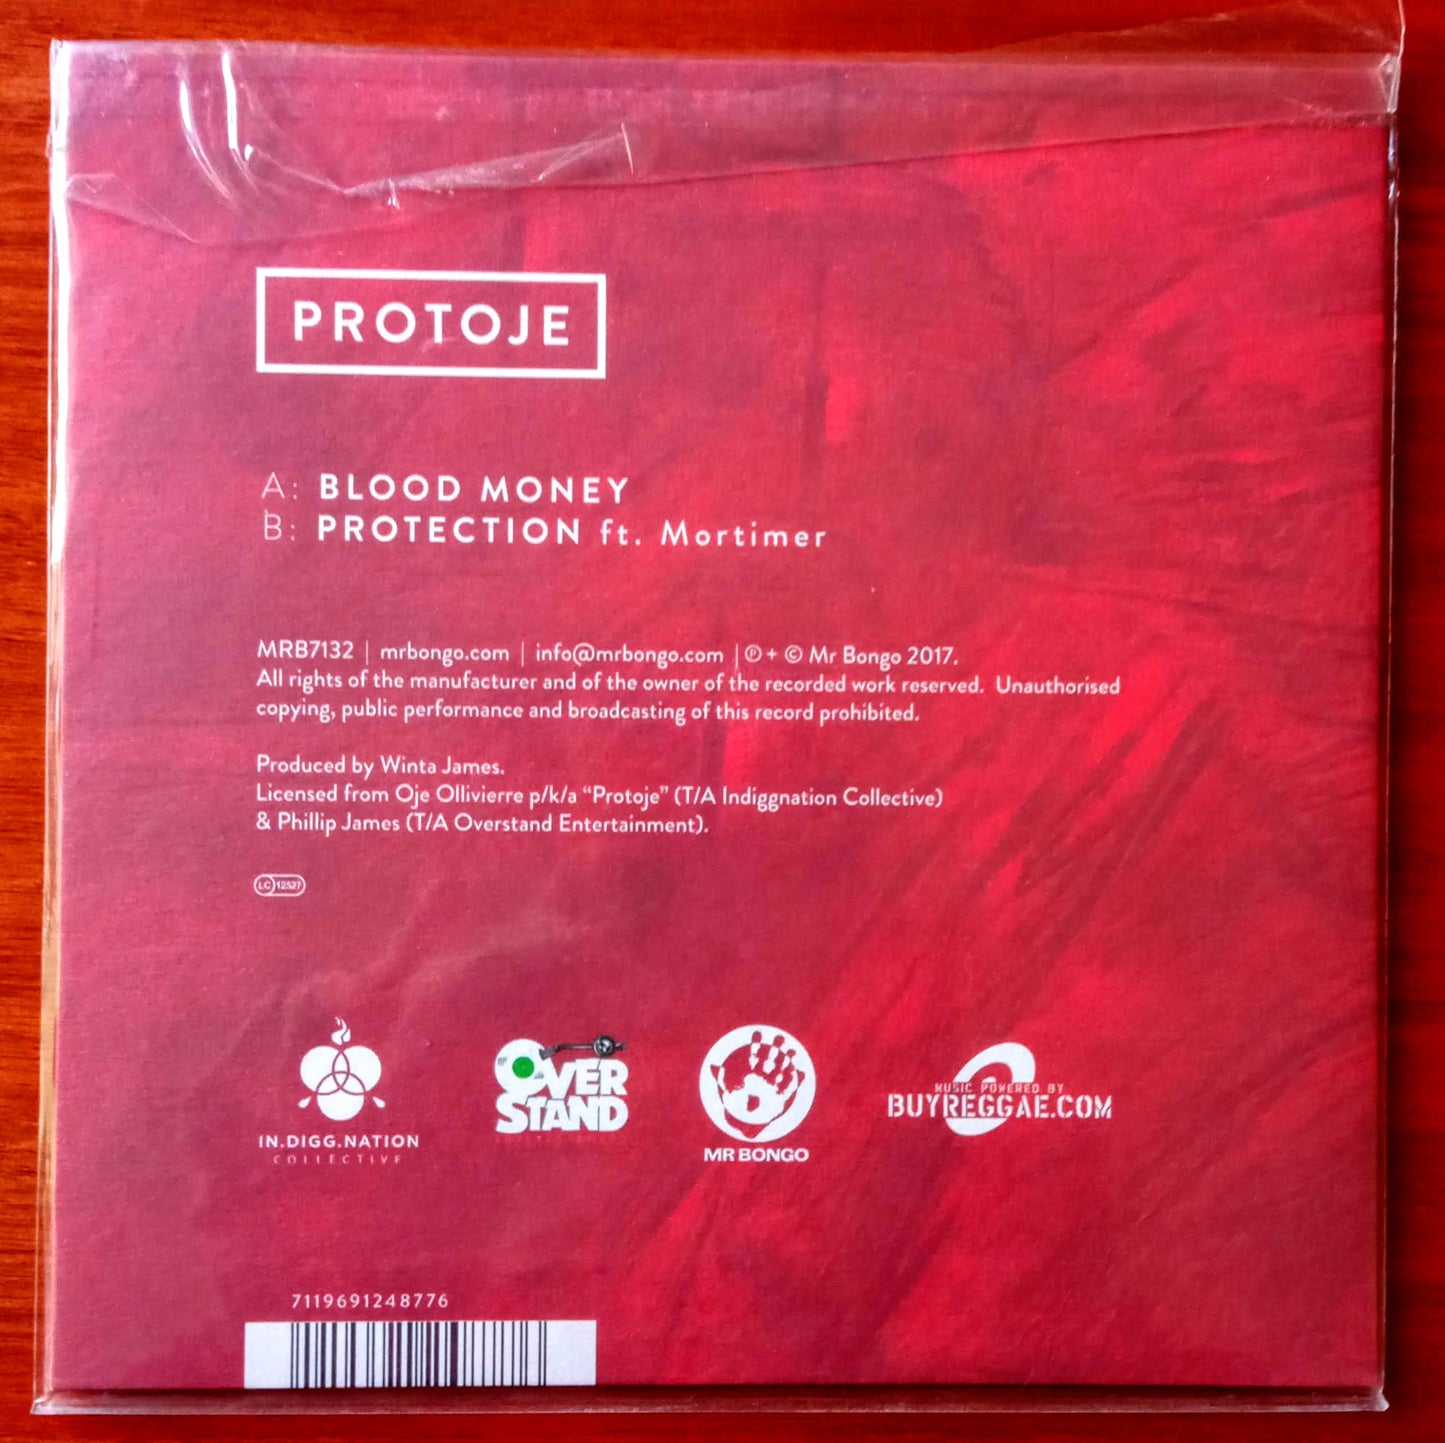 PROTOJE
A: BLOOD MONEY
B: PROTECTION ft. Mortimer
MRB7132 | mrbongo.com | info@mrbongo.com | ℗ + © Mr Bongo 2017.
All rights of the manufacturer and of the owner of the recorded work reserved. Unauthorised
copying, public performance and broadcasting of this record prohibited.
Produced by Winta James.
Licensed from Oje Ollivierre p/k/a “Protoje” (T/A Indiggnation Collective)
& Phillip James (T/A Overstand Entertainment).
LC 12527
IN.DIGG.NATION
COLLECTIVE
OVER
STAND
MR BONGO
MUSIC POWERED BY
BUYREGGAE.COM
7119691248776